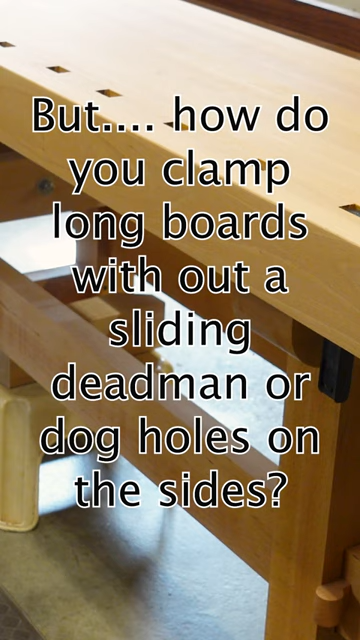 But.... how do
you clamp
long boards
with out a
sliding
deadman or
dog holes on
the sides?